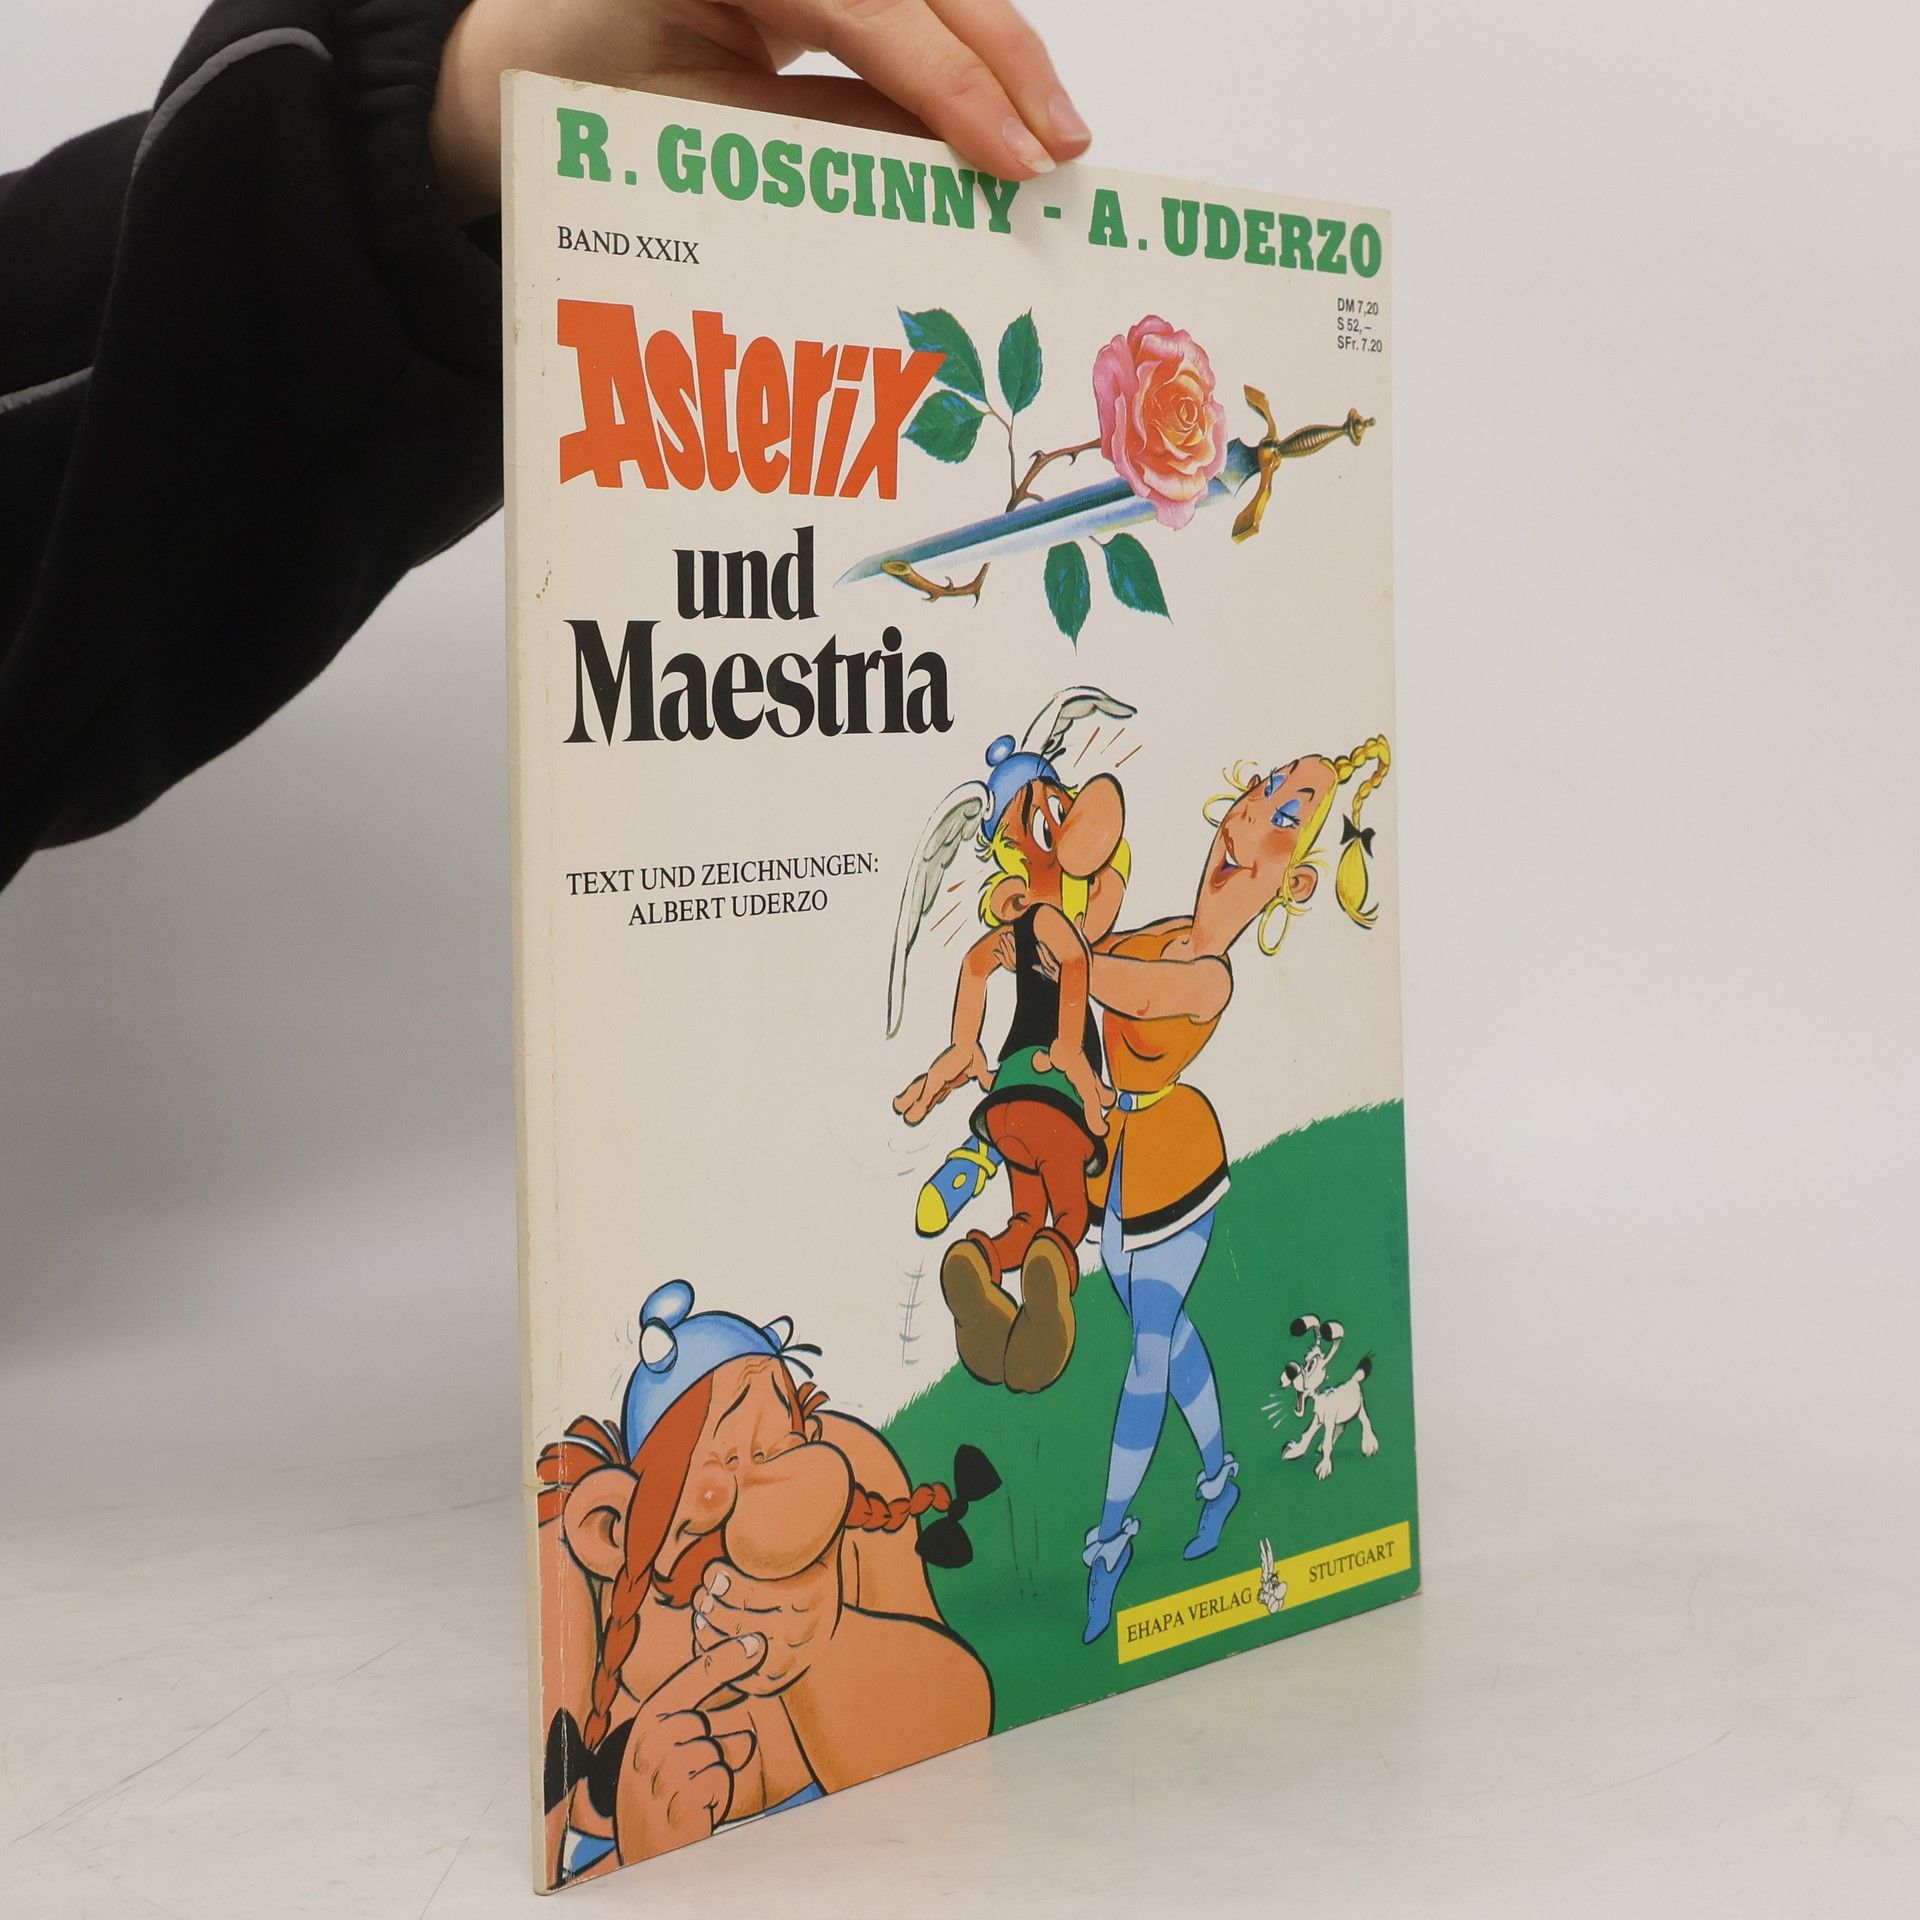 R. GOSCINNY - A. UDERZO
BAND XXIX
DM 7,20
S 52,–
SFr. 7.20
Asterix
und
Maestria
TEXT UND ZEICHNUNGEN:
ALBERT UDERZO
EHAPA VERLAG STUTTGART